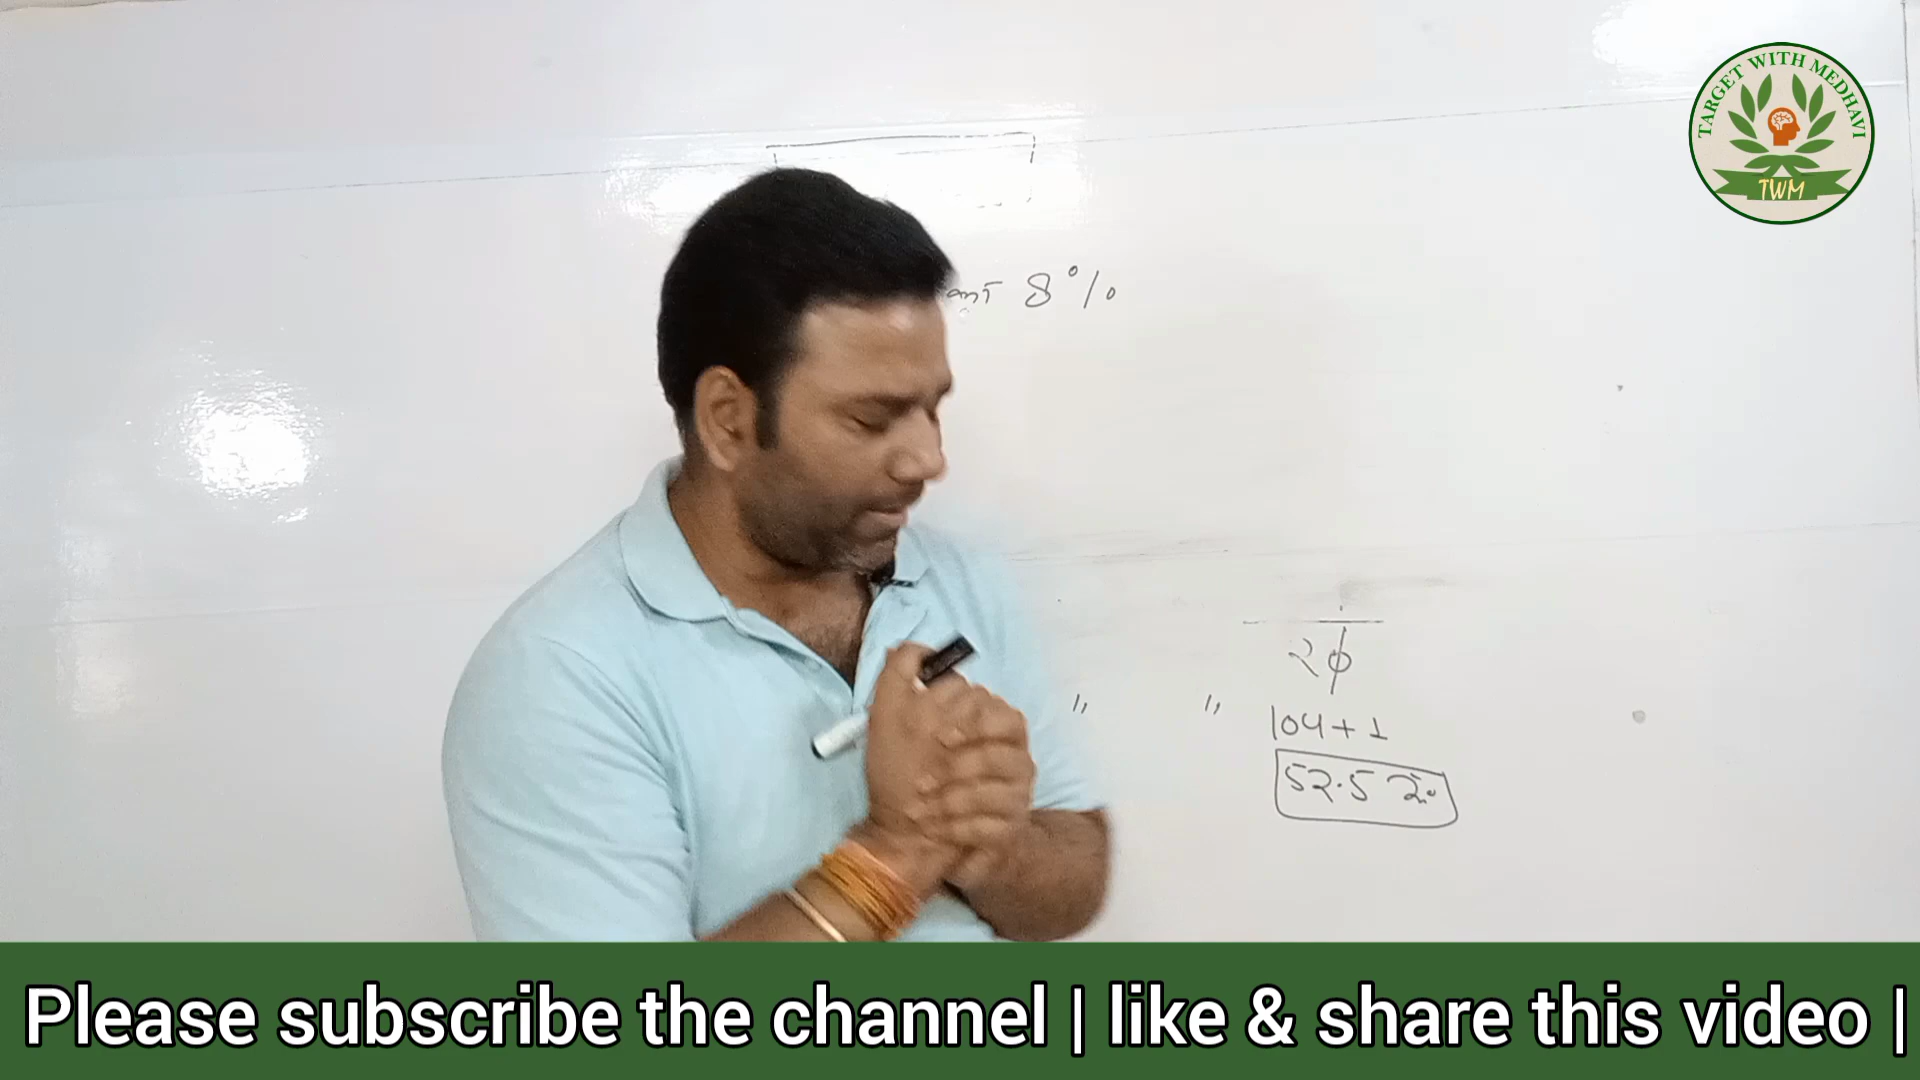 TARGET WITH MEDHAVI
TWM
का 8%
20
" "
104+1
52.5 रु०
Please subscribe the channel | like & share this video |